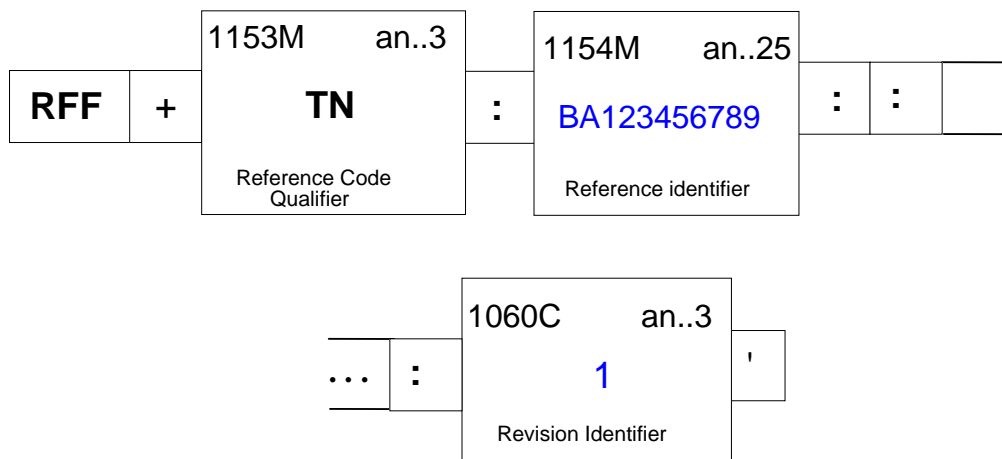 1153M an..3
1154M an..25
RFF + TN : BA123456789 : :
Reference Code
Qualifier
Reference identifier
1060C an..3
... : 1 '
Revision Identifier